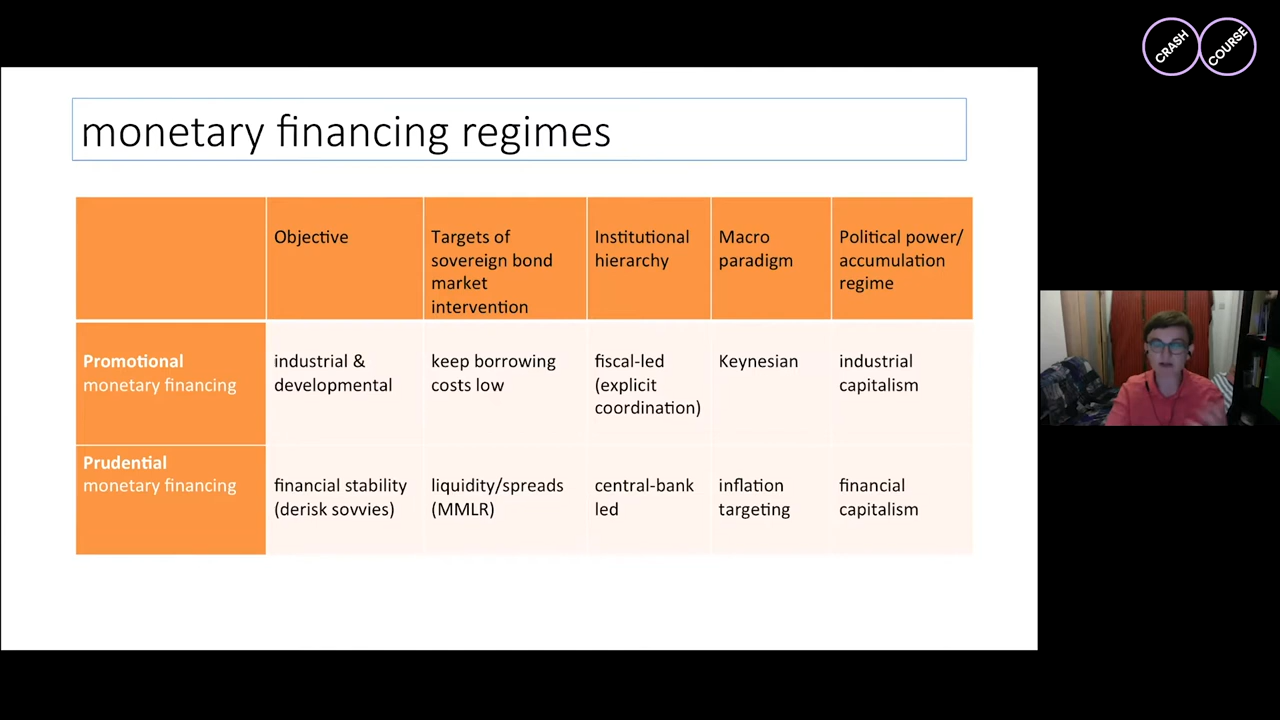 CRASH COURSE
monetary financing regimes
Objective
Targets of
sovereign bond
market
intervention
Institutional
hierarchy
Macro
paradigm
Political power/
accumulation
regime
Promotional
monetary financing
industrial &
developmental
keep borrowing
costs low
fiscal-led
(explicit
coordination)
Keynesian
industrial
capitalism
Prudential
monetary financing
financial stability
(derisk sovvies)
liquidity/spreads
(MMLR)
central-bank
led
inflation
targeting
financial
capitalism